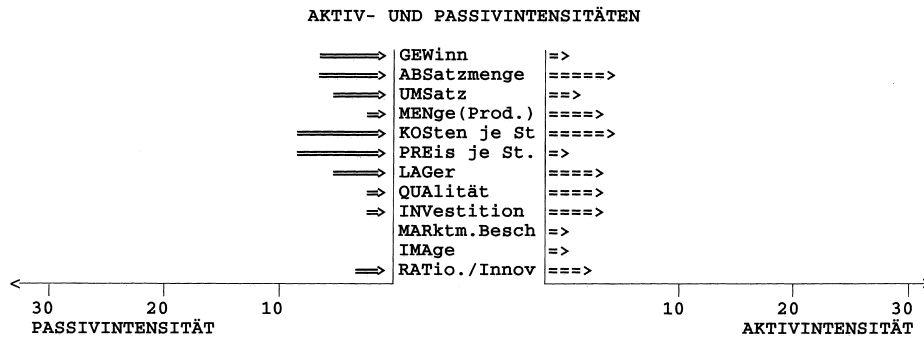 AKTIV- UND PASSIVINTENSITÄTEN
=====> GEWinn =>
=====> ABSatzmenge =====>
====> UMSatz ==>
=> MENge(Prod.) ====>
=======> KOSten je St =====>
=======> PREis je St. =>
====> LAGer ====>
=> QUAlität ====>
=> INVestition ====>
MARktm.Besch =>
IMAge =>
==> RATio./Innov ===>
30 20 10 10 20 30
PASSIVINTENSITÄT AKTIVINTENSITÄT